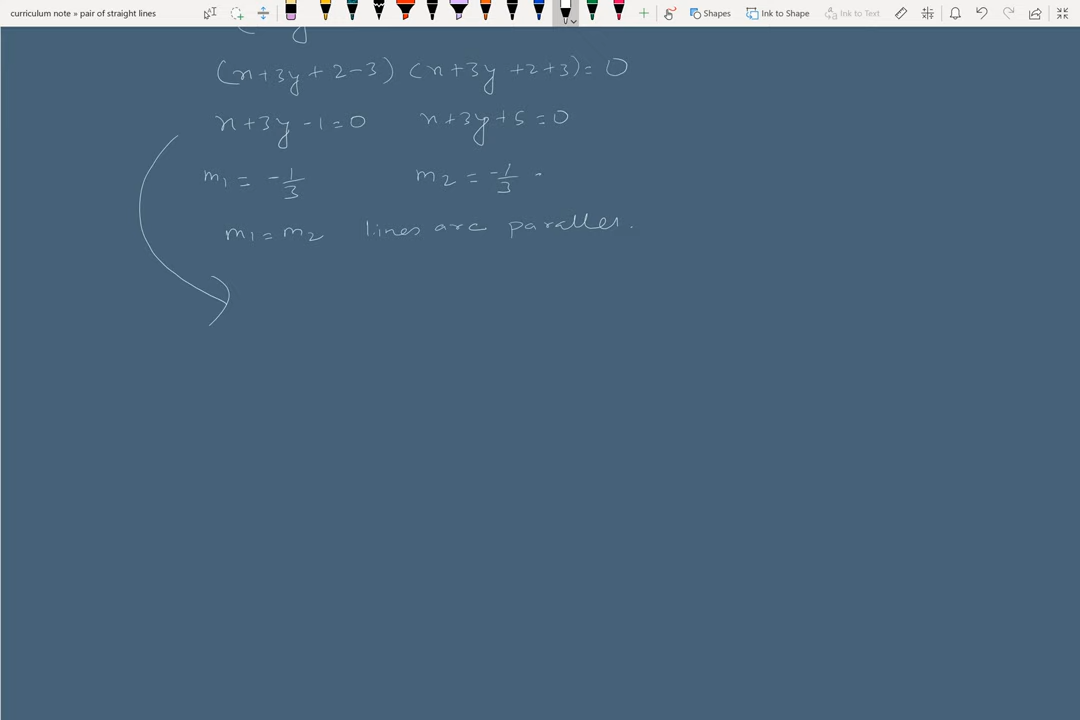 curriculum note » pair of straight lines
Shapes
Ink to Shape
Ink to Text
(x+3y+2-3) (x+3y+2+3)=0
x+3y-1=0 x+3y+5=0
m1 = -1/3 m2 = -1/3
m1 = m2 lines are parallel.